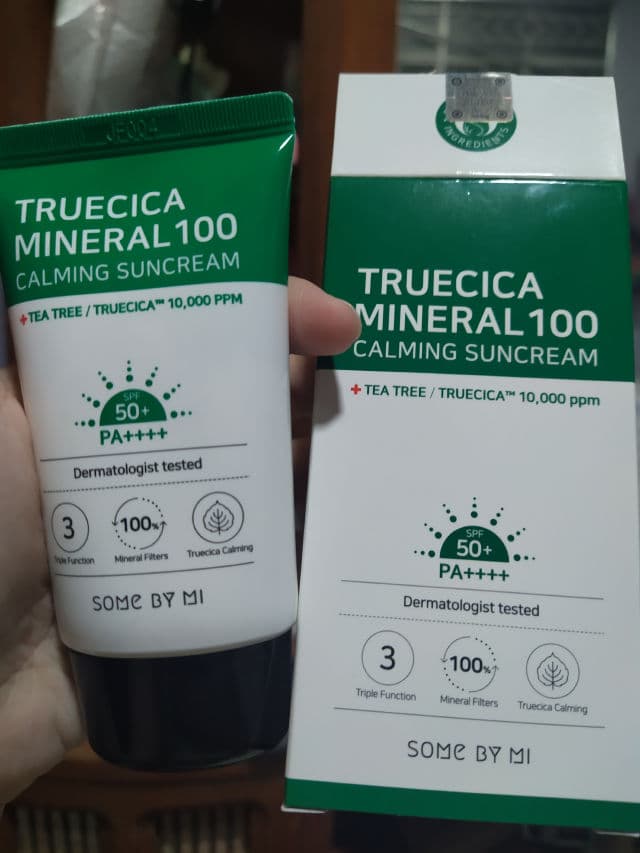 JF004
TRUECICA
MINERAL 100
CALMING SUNCREAM
+TEA TREE / TRUECICA™ 10,000 PPM
SPF
50+
PA++++
Dermatologist tested
3
Triple Function
100%
Mineral Filters
Truecica Calming
SOME BY MI
INGREDIENTS
TRUECICA
MINERAL 100
CALMING SUNCREAM
+ TEA TREE / TRUECICA™ 10,000 ppm
SPF
50+
PA++++
Dermatologist tested
3
Triple Function
100%
Mineral Filters
Truecica Calming
SOME BY MI